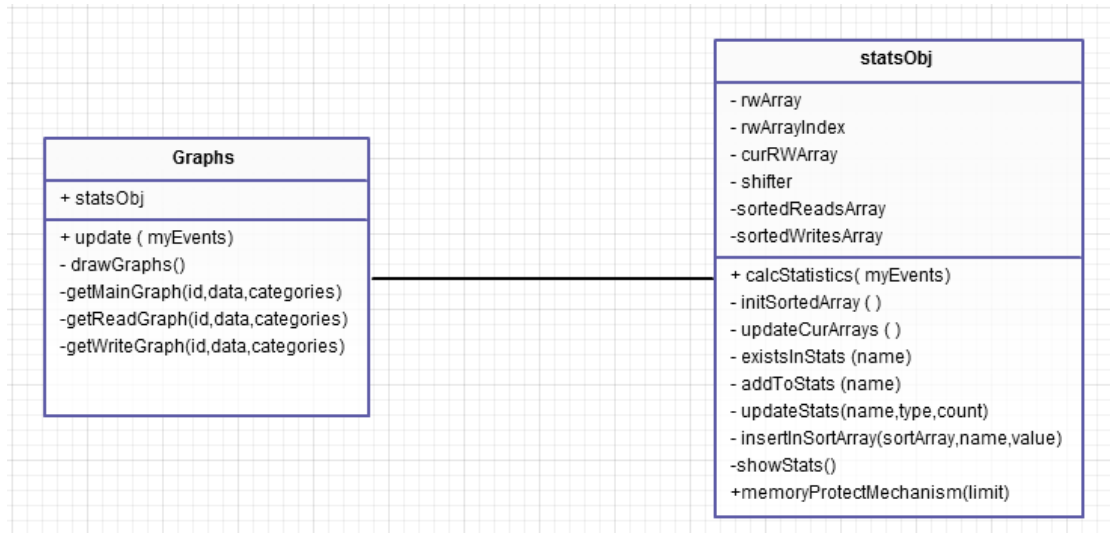 Graphs
+ statsObj
+ update ( myEvents)
- drawGraphs()
-getMainGraph(id,data,categories)
-getReadGraph(id,data,categories)
-getWriteGraph(id,data,categories)
statsObj
- rwArray
- rwArrayIndex
- curRWArray
- shifter
-sortedReadsArray
-sortedWritesArray
+ calcStatistics( myEvents)
- initSortedArray ( )
- updateCurArrays ( )
- existsInStats (name)
- addToStats (name)
- updateStats(name,type,count)
- insertInSortArray(sortArray,name,value)
-showStats()
+memoryProtectMechanism(limit)